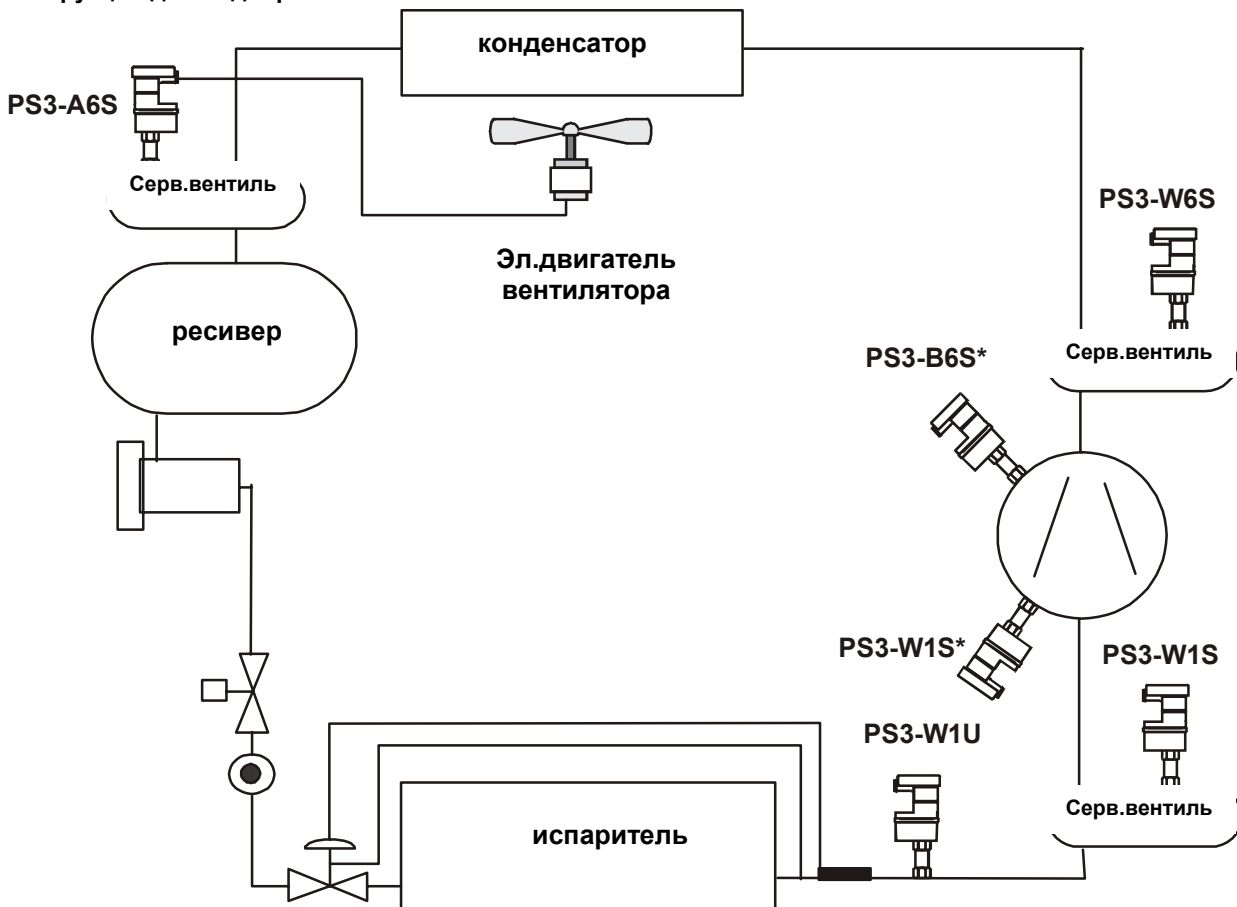 конденсатор
PS3-A6S
Серв.вентиль
PS3-W6S
Эл.двигатель
вентилятора
ресивер
Серв.вентиль
PS3-B6S*
PS3-W1S*
PS3-W1S
PS3-W1U
Серв.вентиль
испаритель